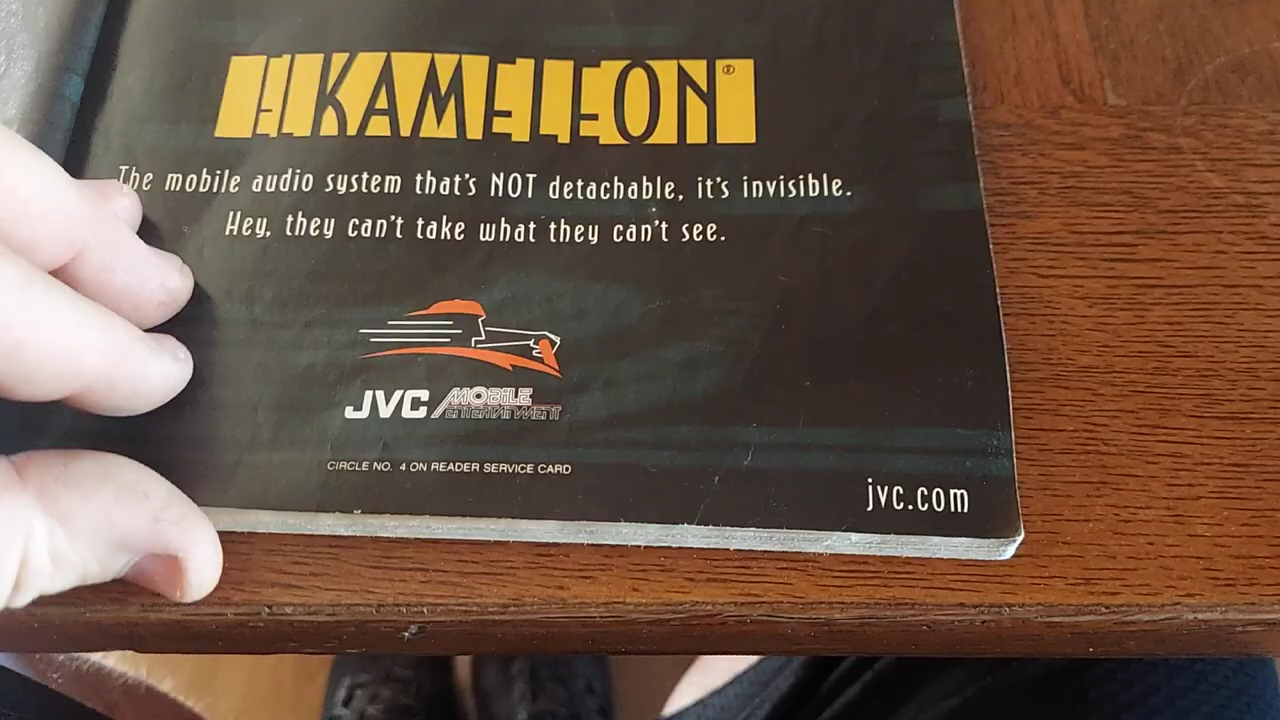 EL KAMELEON®
The mobile audio system that's NOT detachable, it's invisible.
Hey, they can't take what they can't see.
JVC MOBILE
ENTERTAINMENT
CIRCLE NO. 4 ON READER SERVICE CARD
jvc.com